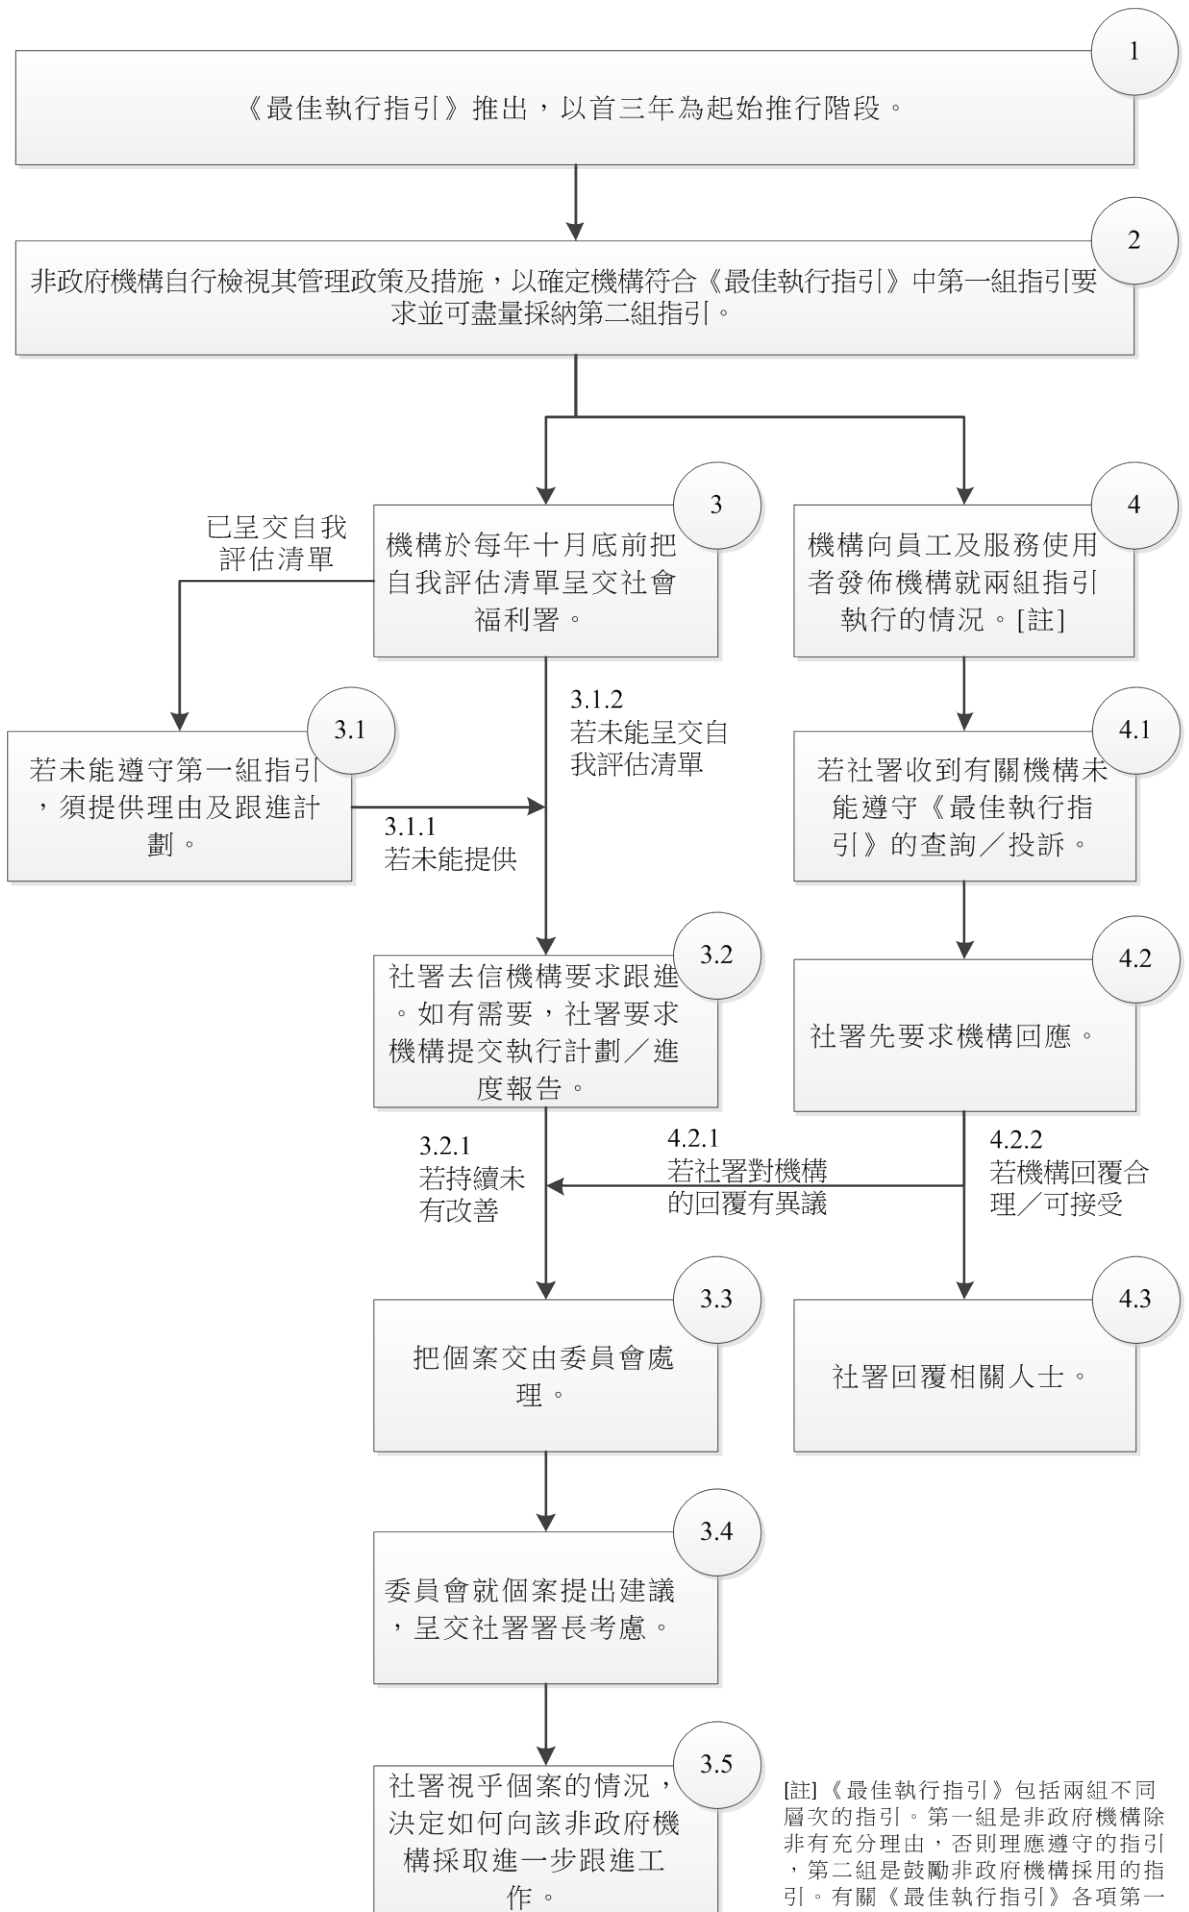 1
《最佳執行指引》推出，以首三年為起始推行階段。
2
非政府機構自行檢視其管理政策及措施，以確定機構符合《最佳執行指引》中第一組指引要
求並可盡量採納第二組指引。
3
機構於每年十月底前把
自我評估清單呈交社會
福利署。
4
機構向員工及服務使用
者發佈機構就兩組指引
執行的情況。[註]
已呈交自我
評估清單
3.1
若未能遵守第一組指引
，須提供理由及跟進計
劃。
3.1.1
若未能提供
3.1.2
若未能呈交自
我評估清單
4.1
若社署收到有關機構未
能遵守《最佳執行指
引》的查詢／投訴。
3.2
社署去信機構要求跟進
。如有需要，社署要求
機構提交執行計劃／進
度報告。
4.2
社署先要求機構回應。
3.2.1
若持續未
有改善
4.2.1
若社署對機構
的回覆有異議
4.2.2
若機構回覆合
理／可接受
3.3
把個案交由委員會處
理。
4.3
社署回覆相關人士。
3.4
委員會就個案提出建議
，呈交社署署長考慮。
3.5
社署視乎個案的情況，
決定如何向該非政府機
構採取進一步跟進工
作。
[註]《最佳執行指引》包括兩組不同
層次的指引。第一組是非政府機構除
非有充分理由，否則理應遵守的指引
，第二組是鼓勵非政府機構採用的指
引。有關《最佳執行指引》各項第一